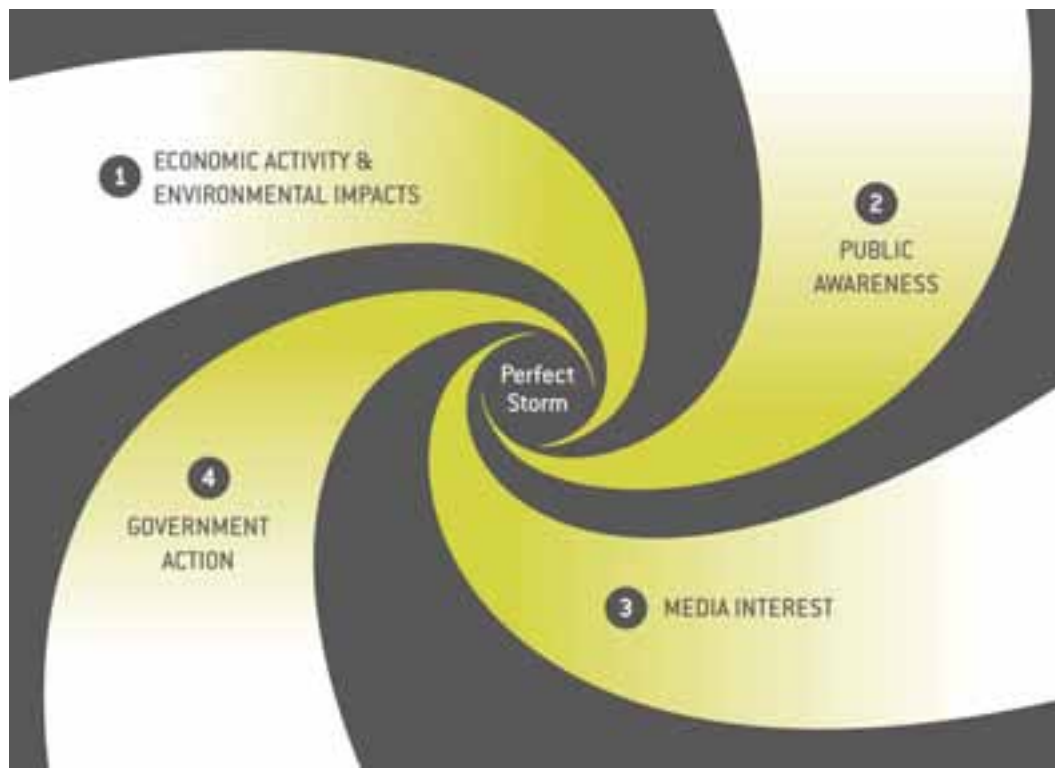 1
ECONOMIC ACTIVITY &
ENVIRONMENTAL IMPACTS
2
PUBLIC
AWARENESS
Perfect
Storm
3
MEDIA INTEREST
4
GOVERNMENT
ACTION